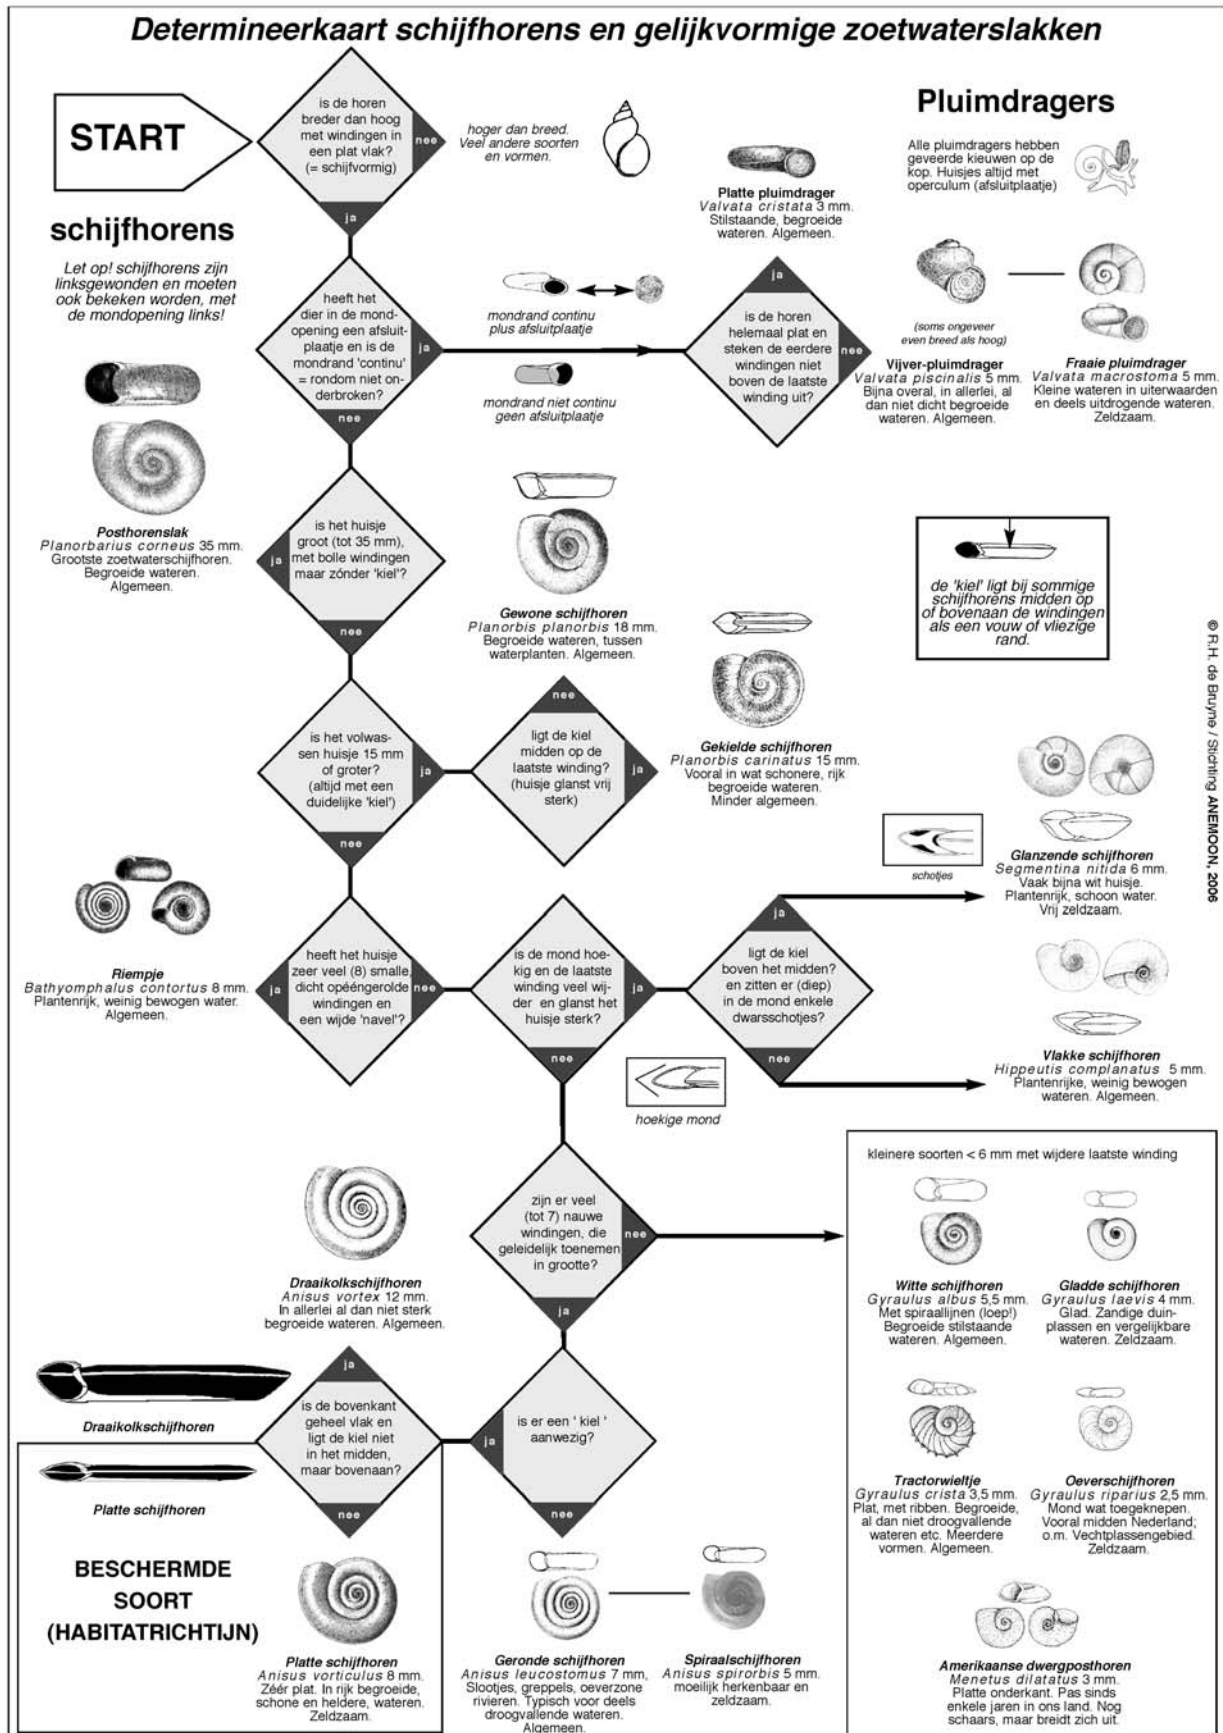 Determineerkaart schijfhorens en gelijkvormige zoetwaterslakken
START
is de horen
breder dan hoog
met windingen in
een plat vlak?
(= schijfvormig)
nee
ja
hoger dan breed.
Veel andere soorten
en vormen.
Pluimdragers
Alle pluimdragers hebben
geveerde kieuwen op de
kop. Huisjes altijd met
operculum (afsluitplaatje)
Platte pluimdrager
Valvata cristata 3 mm.
Stilstaande, begroeide
wateren. Algemeen.
schijfhorens
Let op! schijfhorens zijn
linksgewonden en moeten
ook bekeken worden, met
de mondopening links!
heeft het
dier in de mond-
opening een afsluit-
plaatje en is de
mondrand 'continu'
= rondom niet on-
derbroken?
ja
nee
mondrand continu
plus afsluitplaatje
mondrand niet continu
geen afsluitplaatje
ja
is de horen
helemaal plat en
steken de eerdere
windingen niet
boven de laatste
winding uit?
nee
(soms ongeveer
even breed als hoog)
Vijver-pluimdrager
Valvata piscinalis 5 mm.
Bijna overal, in allerlei, al
dan niet dicht begroeide
wateren. Algemeen.
Fraaie pluimdrager
Valvata macrostoma 5 mm.
Kleine wateren in uiterwaarden
en deels uitdrogende wateren.
Zeldzaam.
Posthorenslak
Planorbarius corneus 35 mm.
Grootste zoetwaterschijfhoren.
Begroeide wateren.
Algemeen.
is het huisje
groot (tot 35 mm),
met bolle windingen
maar zónder 'kiel'?
ja
nee
Gewone schijfhoren
Planorbis planorbis 18 mm.
Begroeide wateren, tussen
waterplanten. Algemeen.
de 'kiel' ligt bij sommige
schijfhorens midden op
of bovenaan de windingen
als een vouw of vliezige
rand.
© R.H. de Bruyne / Stichting ANEMOON, 2006
is het volwas-
sen huisje 15 mm
of groter?
(altijd met een
duidelijke 'kiel')
ja
nee
nee
ligt de kiel
midden op de
laatste winding?
(huisje glanst vrij
sterk)
ja
Gekielde schijfhoren
Planorbis carinatus 15 mm.
Vooral in wat schonere, rijk
begroeide wateren.
Minder algemeen.
schotjes
Glanzende schijfhoren
Segmentina nitida 6 mm.
Vaak bijna wit huisje.
Plantenrijk, schoon water.
Vrij zeldzaam.
Riempje
Bathyomphalus contortus 8 mm.
Plantenrijk, weinig bewogen water.
Algemeen.
heeft het huisje
zeer veel (8) smalle,
dicht opééngerolde
windingen en
een wijde 'navel'?
ja
nee
is de mond hoe-
kig en de laatste
winding veel wij-
der en glanst het
huisje sterk?
ja
nee
ja
ligt de kiel
boven het midden?
en zitten er (diep)
in de mond enkele
dwarsschotjes?
nee
hoekige mond
Vlakke schijfhoren
Hippeutis complanatus 5 mm.
Plantenrijke, weinig bewogen
wateren. Algemeen.
zijn er veel
(tot 7) nauwe
windingen, die
geleidelijk toenemen
in grootte?
nee
ja
kleinere soorten < 6 mm met wijdere laatste winding
Witte schijfhoren
Gyraulus albus 5,5 mm.
Met spiraallijnen (loep!)
Begroeide stilstaande
wateren. Algemeen.
Gladde schijfhoren
Gyraulus laevis 4 mm.
Glad. Zandige duin-
plassen en vergelijkbare
wateren. Zeldzaam.
Tractorwieltje
Gyraulus crista 3,5 mm.
Plat, met ribben. Begroeide,
al dan niet droogvallende
wateren etc. Meerdere
vormen. Algemeen.
Oeverschijfhoren
Gyraulus riparius 2,5 mm.
Mond wat toegeknepen.
Vooral midden Nederland;
o.m. Vechtplassengebied.
Zeldzaam.
Amerikaanse dwergposthoren
Menetus dilatatus 3 mm.
Platte onderkant. Pas sinds
enkele jaren in ons land. Nog
schaars, maar breidt zich uit.
Draaikolkschijfhoren
Anisus vortex 12 mm.
In allerlei al dan niet sterk
begroeide wateren. Algemeen.
ja
is de bovenkant
geheel vlak en
ligt de kiel niet
in het midden,
maar bovenaan?
nee
is er een ' kiel '
aanwezig?
ja
nee
Draaikolkschijfhoren
Platte schijfhoren
BESCHERMDE
SOORT
(HABITATRICHTIJN)
Platte schijfhoren
Anisus vorticulus 8 mm.
Zéér plat. In rijk begroeide,
schone en heldere, wateren.
Zeldzaam.
Geronde schijfhoren
Anisus leucostomus 7 mm,
Slootjes, greppels, oeverzone
rivieren. Typisch voor deels
droogvallende wateren.
Algemeen.
Spiraalschijfhoren
Anisus spirorbis 5 mm.
moeilijk herkenbaar en
zeldzaam.